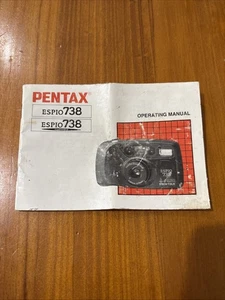 PENTAX
ESPIO738
ESPIO738
OPERATING MANUAL